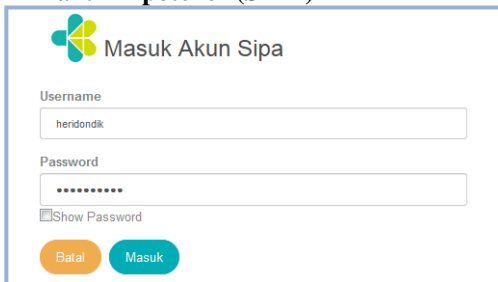 Masuk Akun Sipa
Username
heridondik
Password
••••••••••
Show Password
Batal Masuk